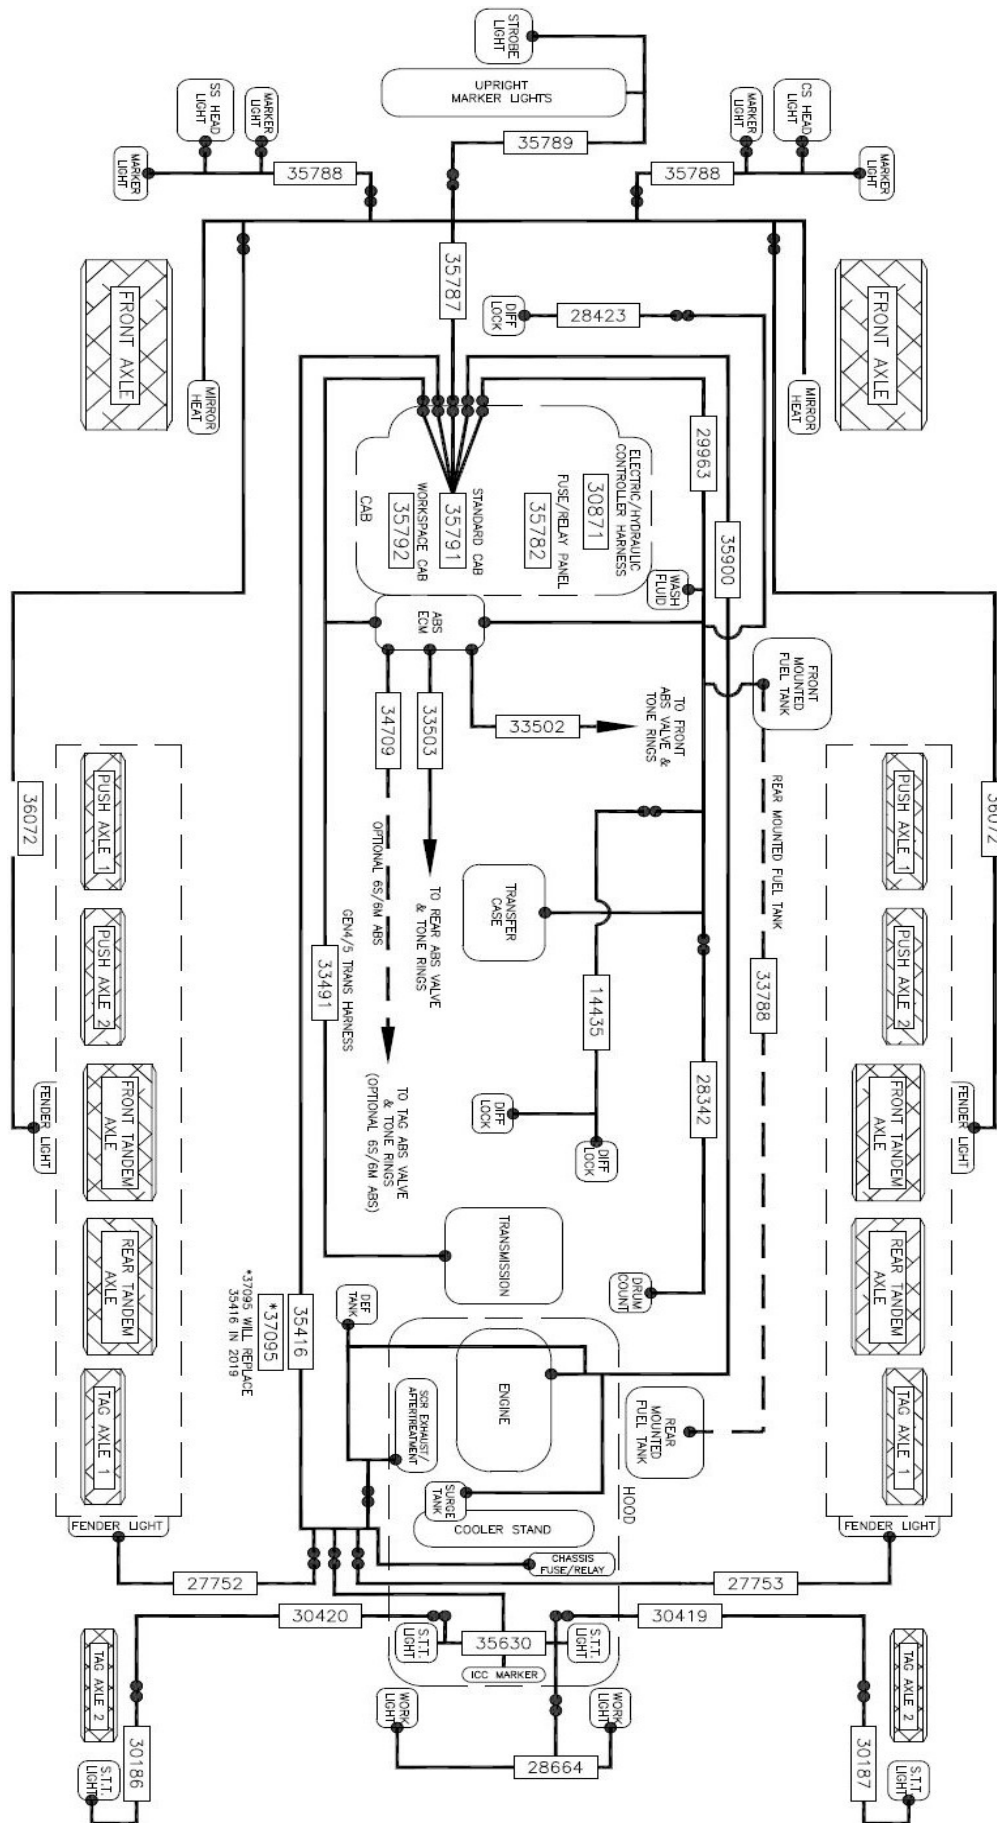 STROBE
LIGHT
UPRIGHT
MARKER LIGHTS
35789
SS HEAD
LIGHT
MARKER
LIGHT
MARKER
LIGHT
35788
35788
MARKER
LIGHT
CS HEAD
LIGHT
MARKER
LIGHT
35787
FRONT AXLE
MIRROR
HEAT
DIFF
LOCK
28423
MIRROR
HEAT
FRONT AXLE
29963
35900
ELECTRIC/HYDRAULIC
CONTROLLER HARNESS
30871
FUSE/RELAY PANEL
35782
STANDARD CAB
35791
WORKSPACE CAB
35792
CAB
WASH
FLUID
ABS
ECM
FRONT
MOUNTED
FUEL TANK
34709
33503
33502
TO FRONT
ABS VALVE &
TONE RINGS
REAR MOUNTED FUEL TANK
33788
36072
36072
PUSH AXLE 1
PUSH AXLE 1
PUSH AXLE 2
PUSH AXLE 2
OPTIONAL 6S/6M ABS
TO REAR ABS VALVE
& TONE RINGS
TRANSFER
CASE
GEN4/5 TRANS HARNESS
33491
14435
28342
FENDER LIGHT
FRONT TANDEM
AXLE
TO TAG ABS VALVE
& TONE RINGS
(OPTIONAL 6S/6M ABS)
DIFF
LOCK
DIFF
LOCK
FRONT TANDEM
AXLE
FENDER LIGHT
REAR TANDEM
AXLE
TRANSMISSION
DRUM
COUNT
REAR TANDEM
AXLE
35416
*37095
*37095 WILL REPLACE
35416 IN 2019
DEF
TANK
ENGINE
SCR EXHAUST/
AFTERTREATMENT
REAR
MOUNTED
FUEL TANK
TAG AXLE 1
TAG AXLE 1
SURGE
TANK
HOOD
COOLER STAND
FENDER LIGHT
FENDER LIGHT
CHASSIS
FUSE/RELAY
27752
27753
30420
30419
S.T.T.
LIGHT
35630
S.T.T.
LIGHT
ICC MARKER
TAG AXLE 2
TAG AXLE 2
WORK
LIGHT
WORK
LIGHT
28664
30186
30187
S.T.T.
LIGHT
S.T.T.
LIGHT